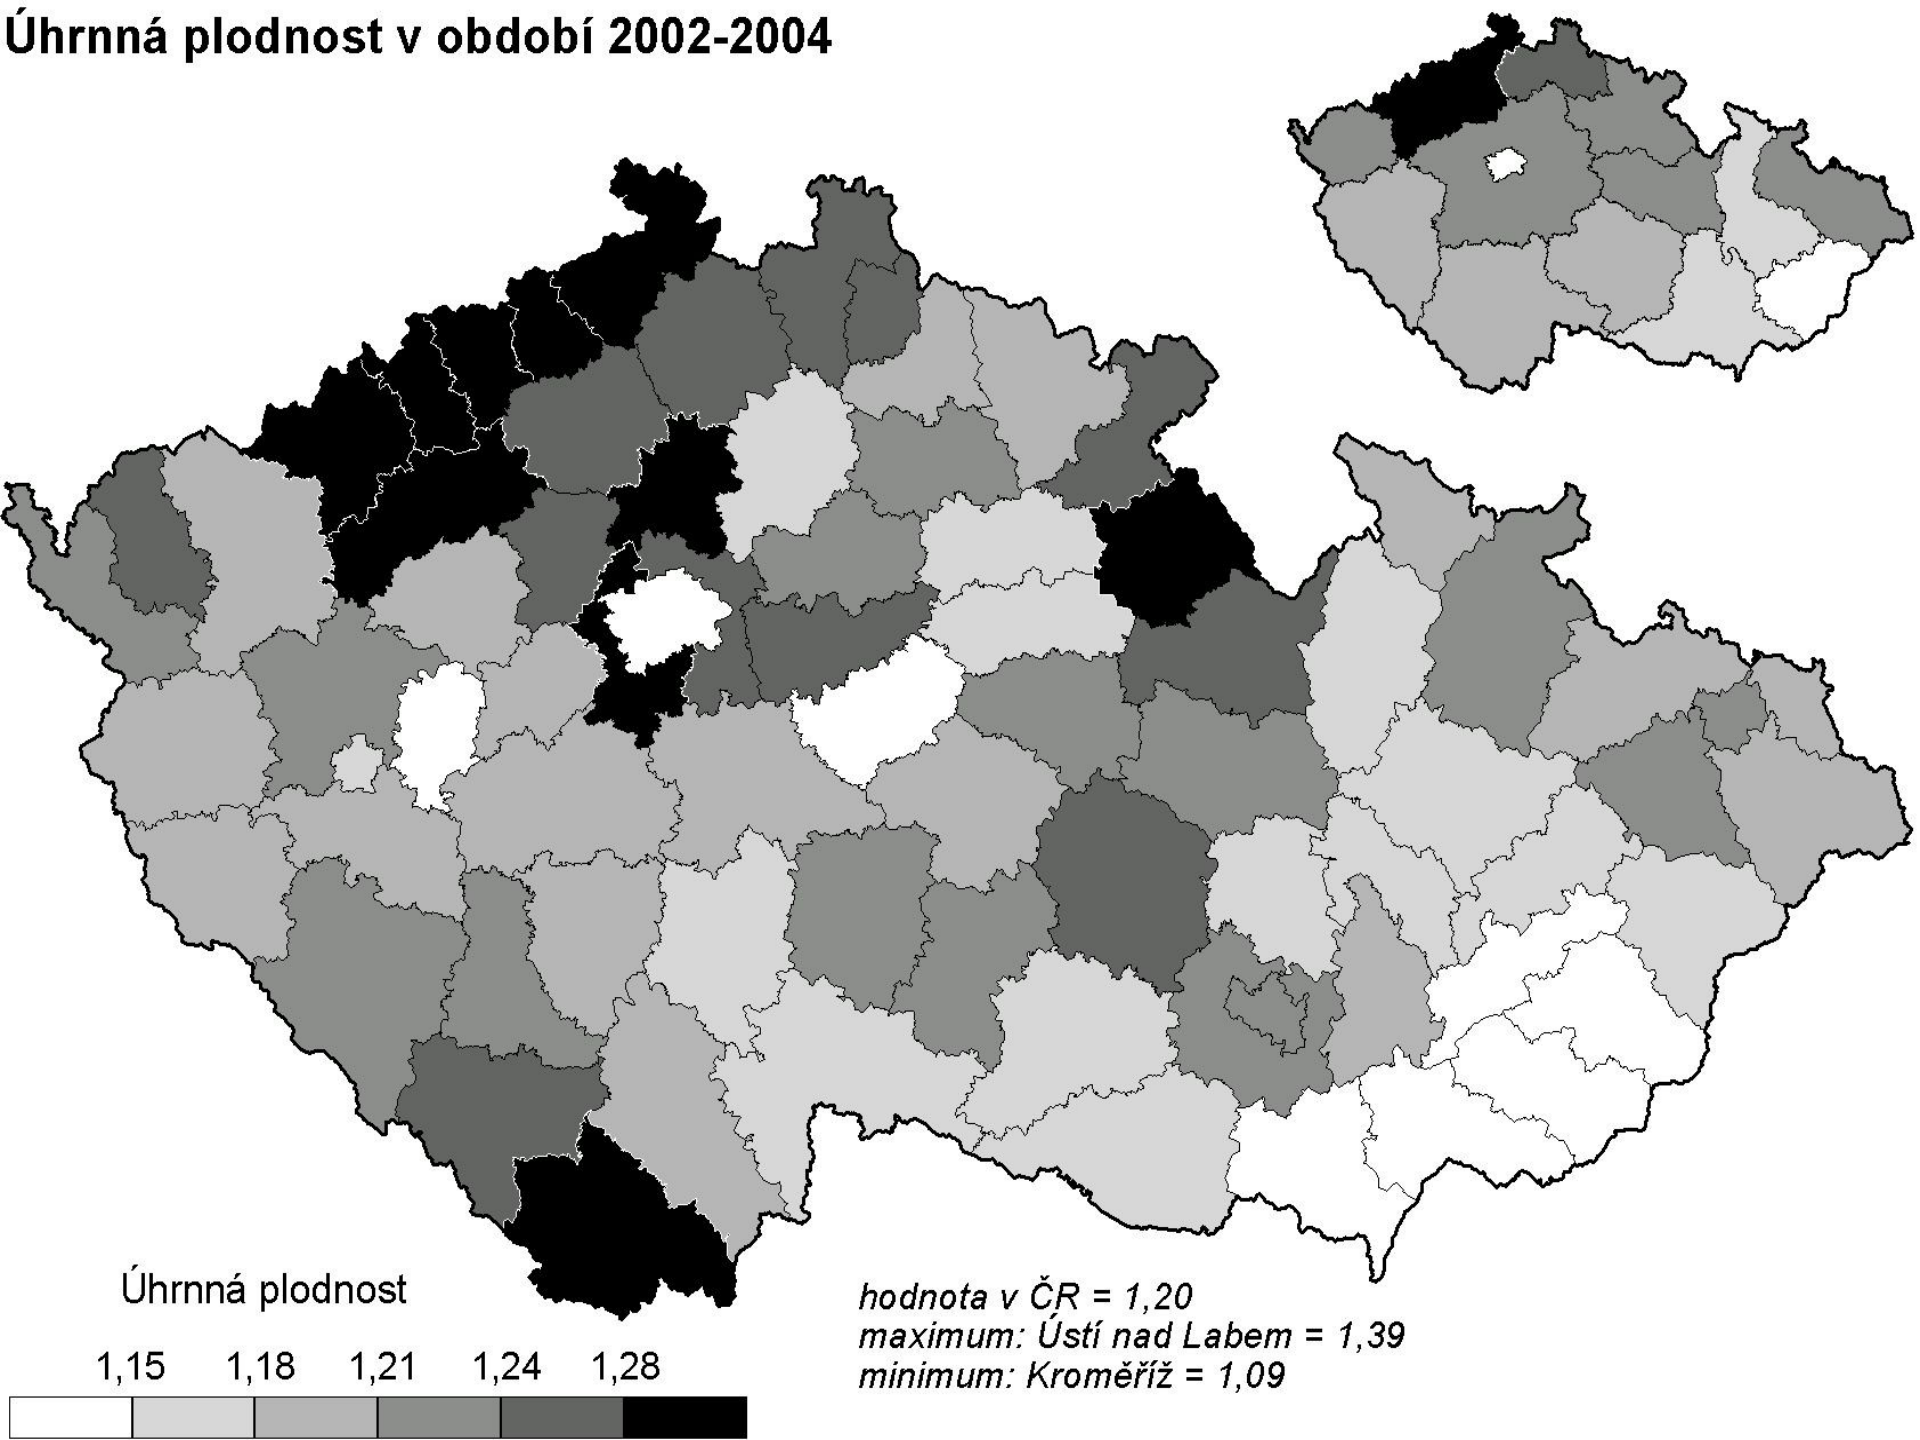 Úhrnná plodnost v období 2002-2004
Úhrnná plodnost
1,15 1,18 1,21 1,24 1,28
hodnota v ČR = 1,20
maximum: Ústí nad Labem = 1,39
minimum: Kroměříž = 1,09